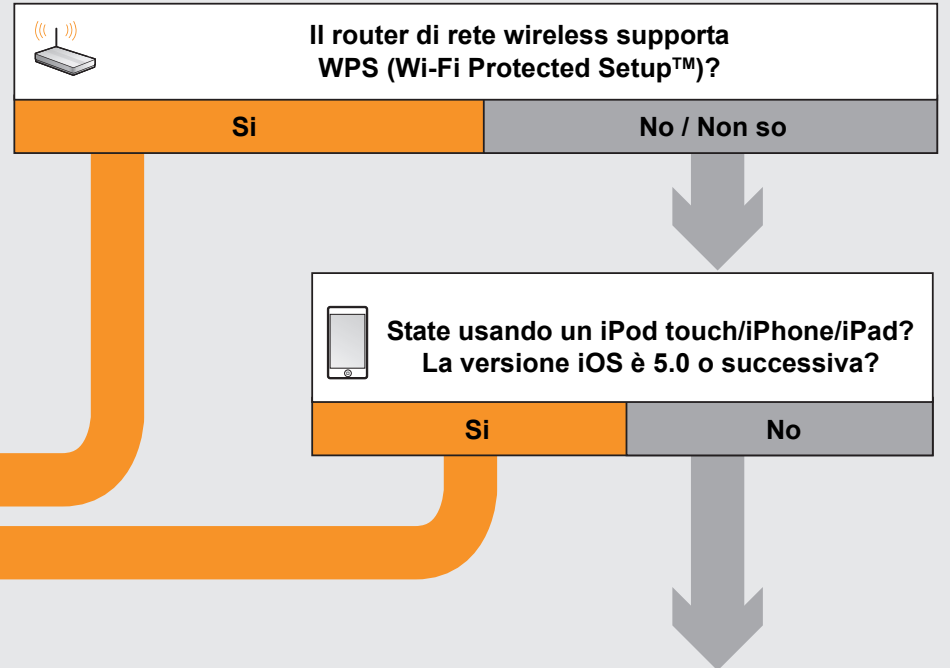 Il router di rete wireless supporta
WPS (Wi-Fi Protected Setup™)?
Si
No / Non so
State usando un iPod touch/iPhone/iPad?
La versione iOS è 5.0 o successiva?
Si
No